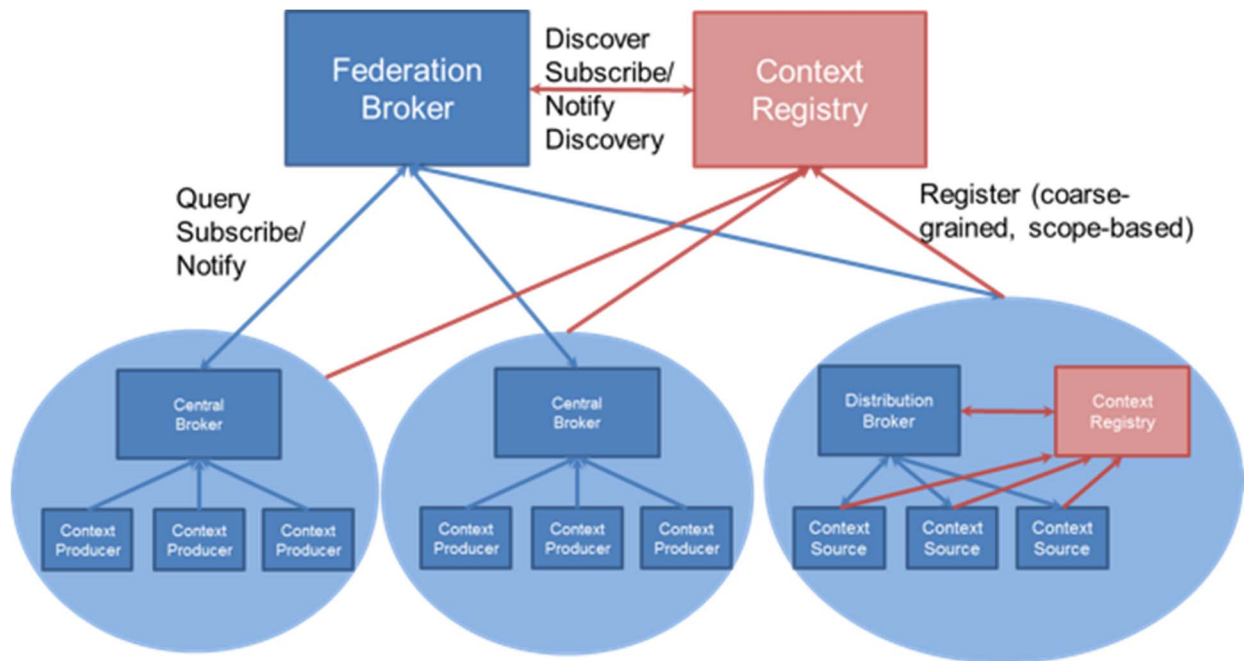 Federation
Broker
Discover
Subscribe/
Notify
Discovery
Context
Registry
Query
Subscribe/
Notify
Register (coarse-
grained, scope-based)
Central
Broker
Context
Producer
Context
Producer
Context
Producer
Central
Broker
Context
Producer
Context
Producer
Context
Producer
Distribution
Broker
Context
Registry
Context
Source
Context
Source
Context
Source